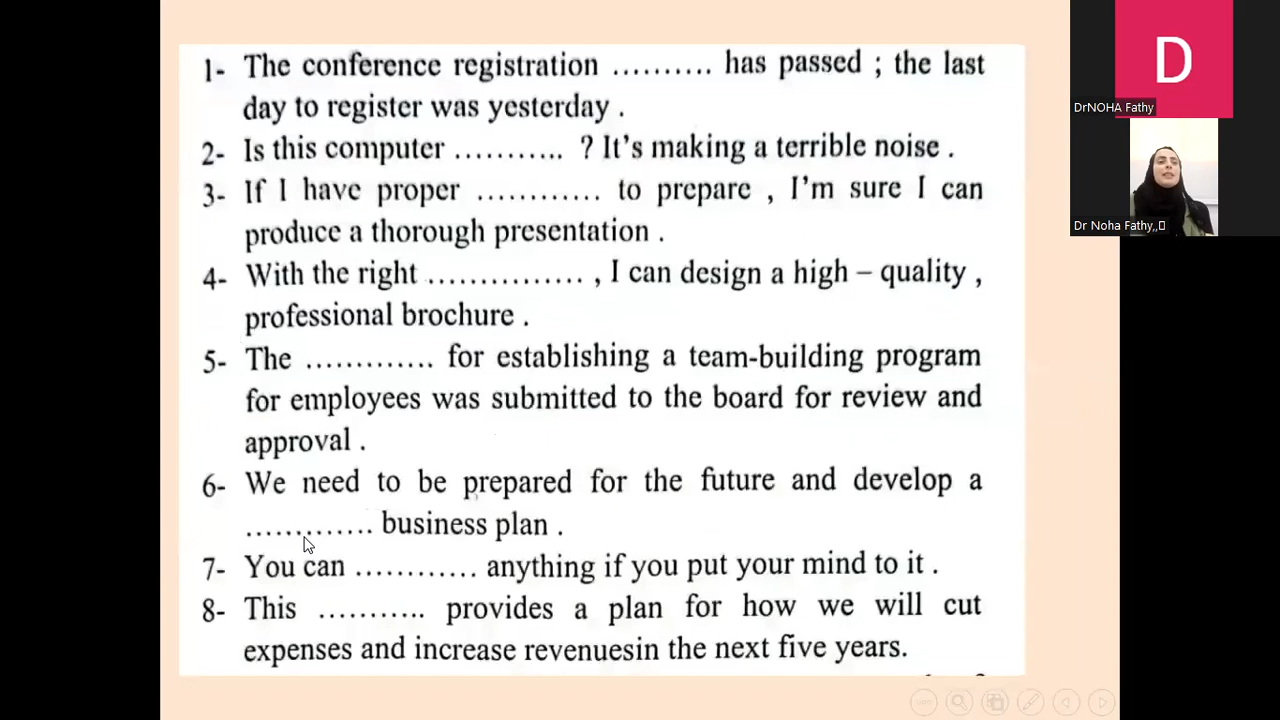 1- The conference registration .......... has passed ; the last
day to register was yesterday .
2- Is this computer ........... ? It's making a terrible noise .
3- If I have proper ............ to prepare , I'm sure I can
produce a thorough presentation .
4- With the right ............... , I can design a high – quality ,
professional brochure .
5- The ............. for establishing a team-building program
for employees was submitted to the board for review and
approval .
6- We need to be prepared for the future and develop a
............. business plan .
7- You can ............ anything if you put your mind to it .
8- This ........... provides a plan for how we will cut
expenses and increase revenuesin the next five years.
D
DrNOHA Fathy
Dr Noha Fathy,,